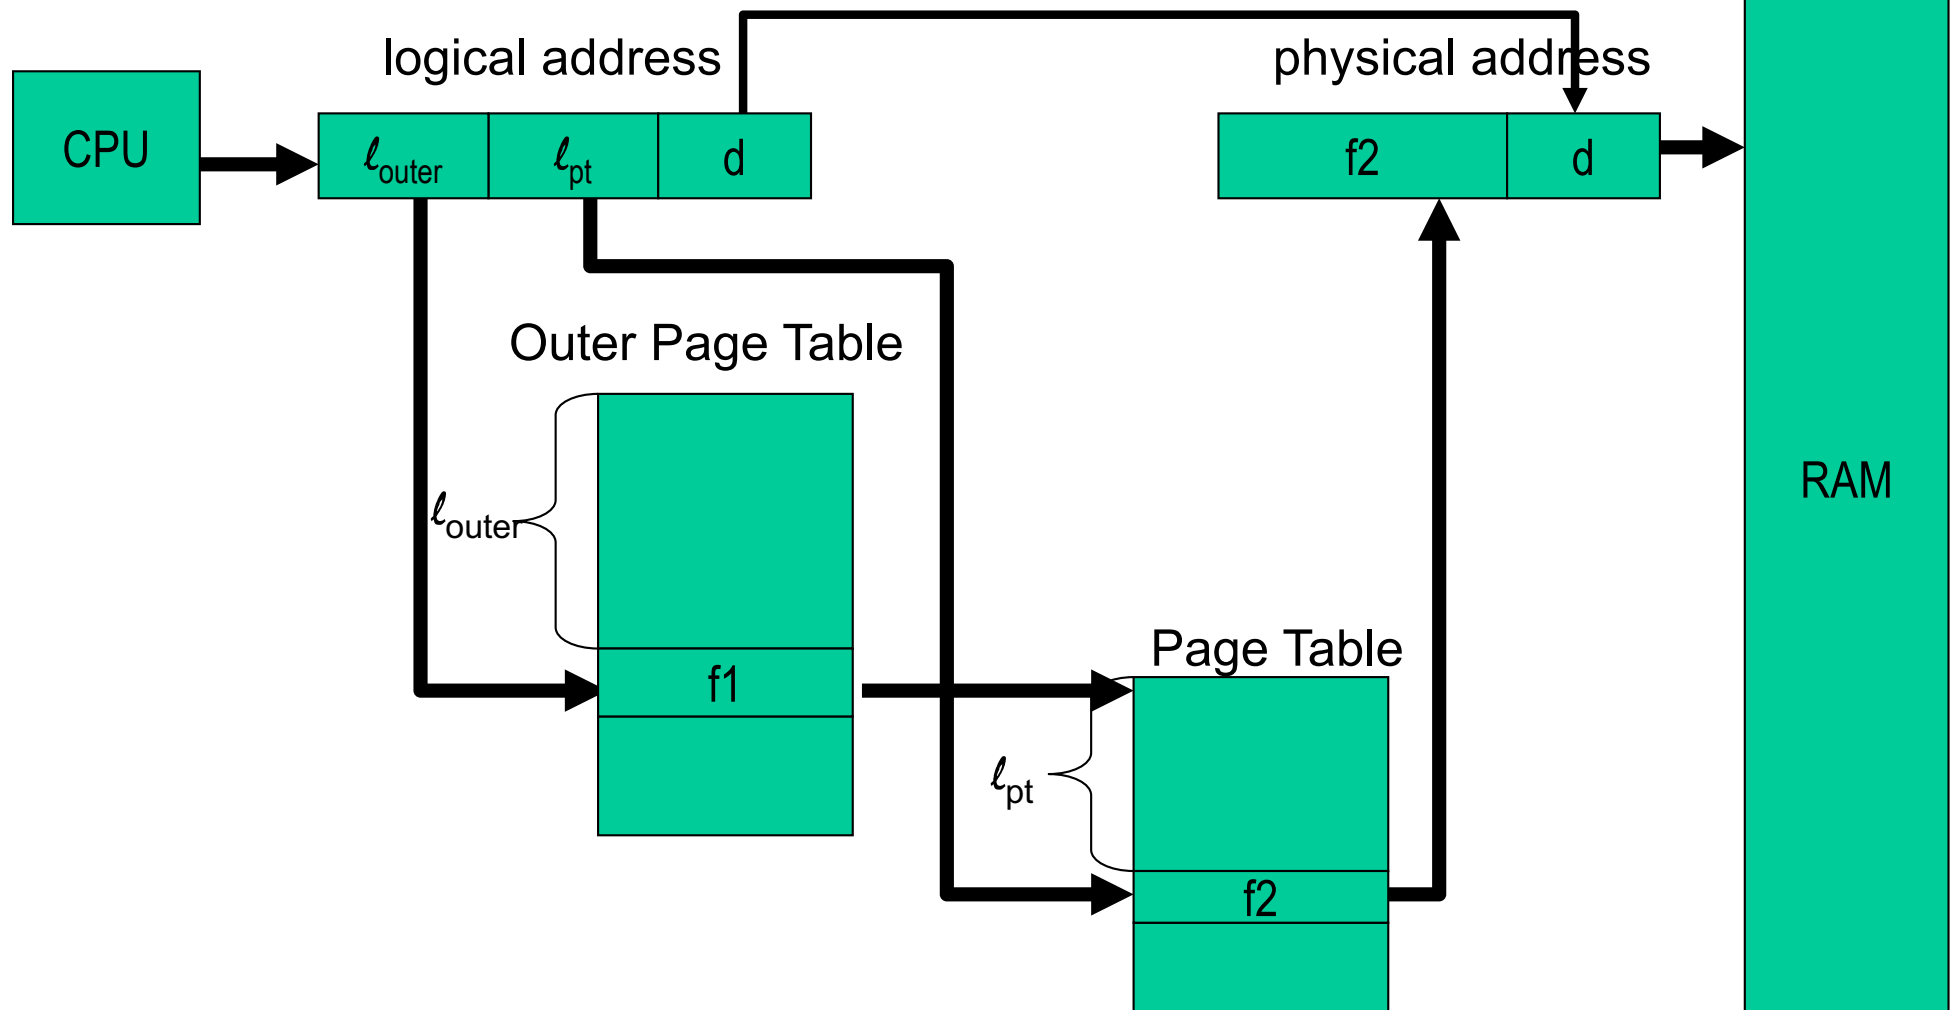 logical address
physical address
CPU
ℓouter
ℓpt
d
f2
d
Outer Page Table
ℓouter
RAM
Page Table
f1
ℓpt
f2